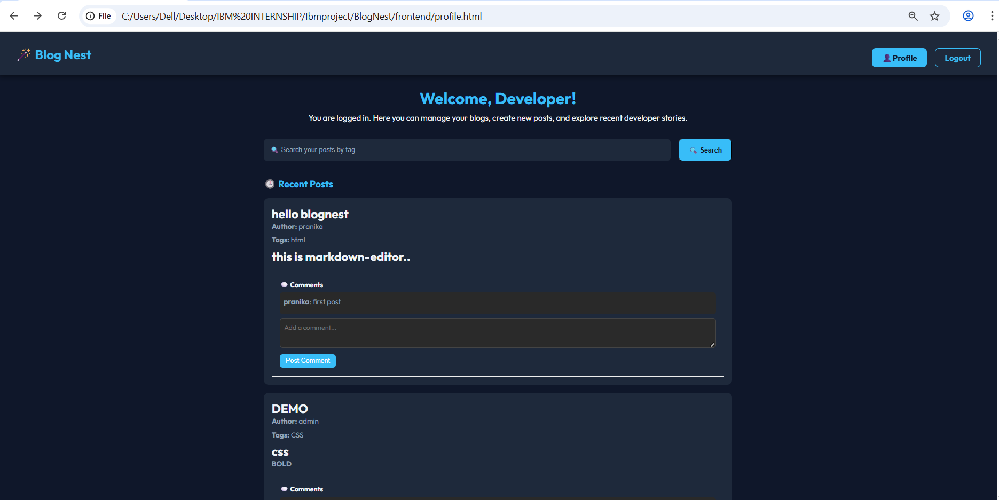 File C:/Users/Dell/Desktop/IBM%20INTERNSHIP/Ibmproject/BlogNest/frontend/profile.html
Blog Nest
Profile Logout
Welcome, Developer!
You are logged in. Here you can manage your blogs, create new posts, and explore recent developer stories.
Search your posts by tag... Search
Recent Posts
hello blognest
Author: pranika
Tags: html
this is markdown-editor..
Comments
pranika: first post
Add a comment...
Post Comment
DEMO
Author: admin
Tags: CSS
css
BOLD
Comments